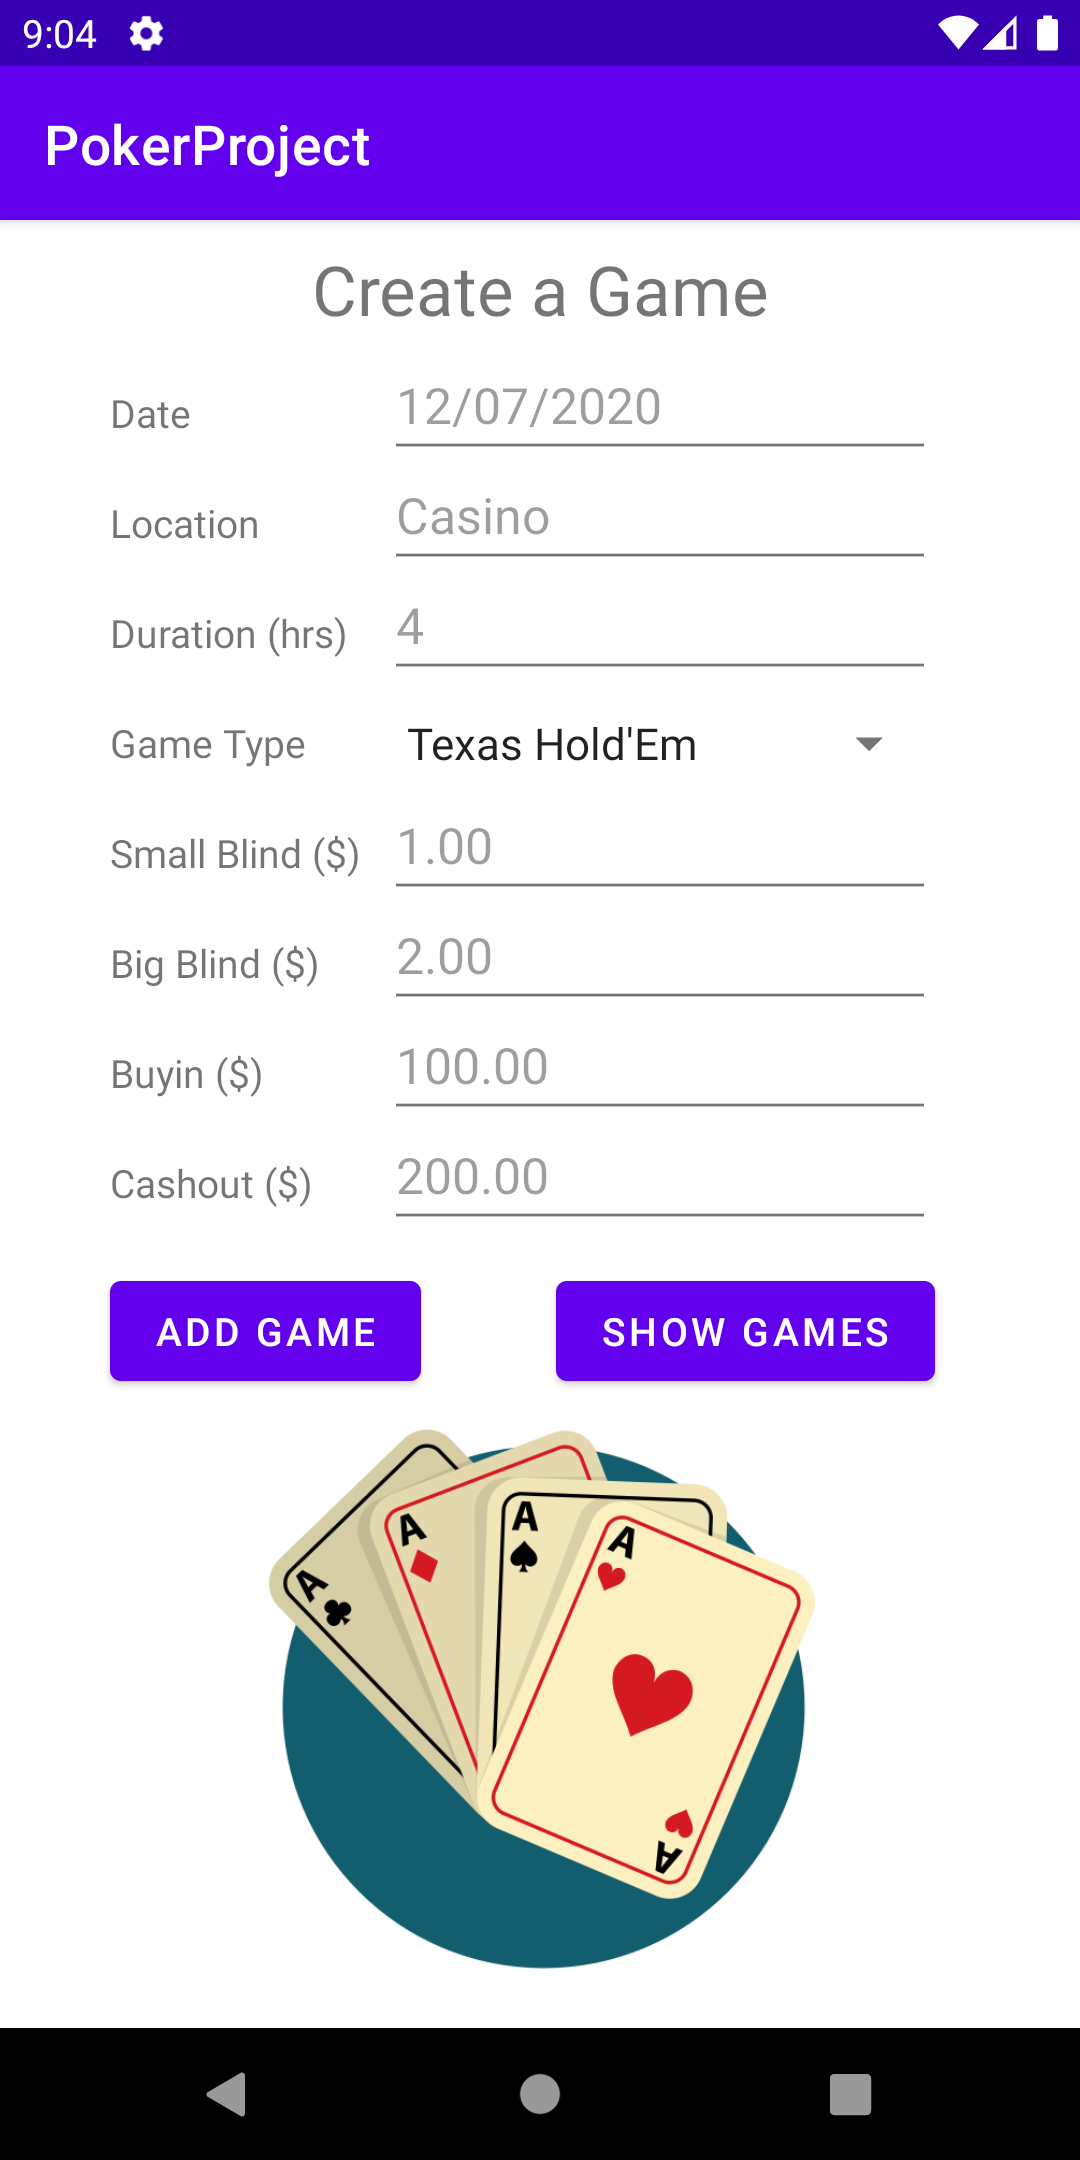 9:04
PokerProject
Create a Game
Date 12/07/2020
Location Casino
Duration (hrs) 4
Game Type Texas Hold'Em
Small Blind ($) 1.00
Big Blind ($) 2.00
Buyin ($) 100.00
Cashout ($) 200.00
ADD GAME SHOW GAMES
A A A A
A